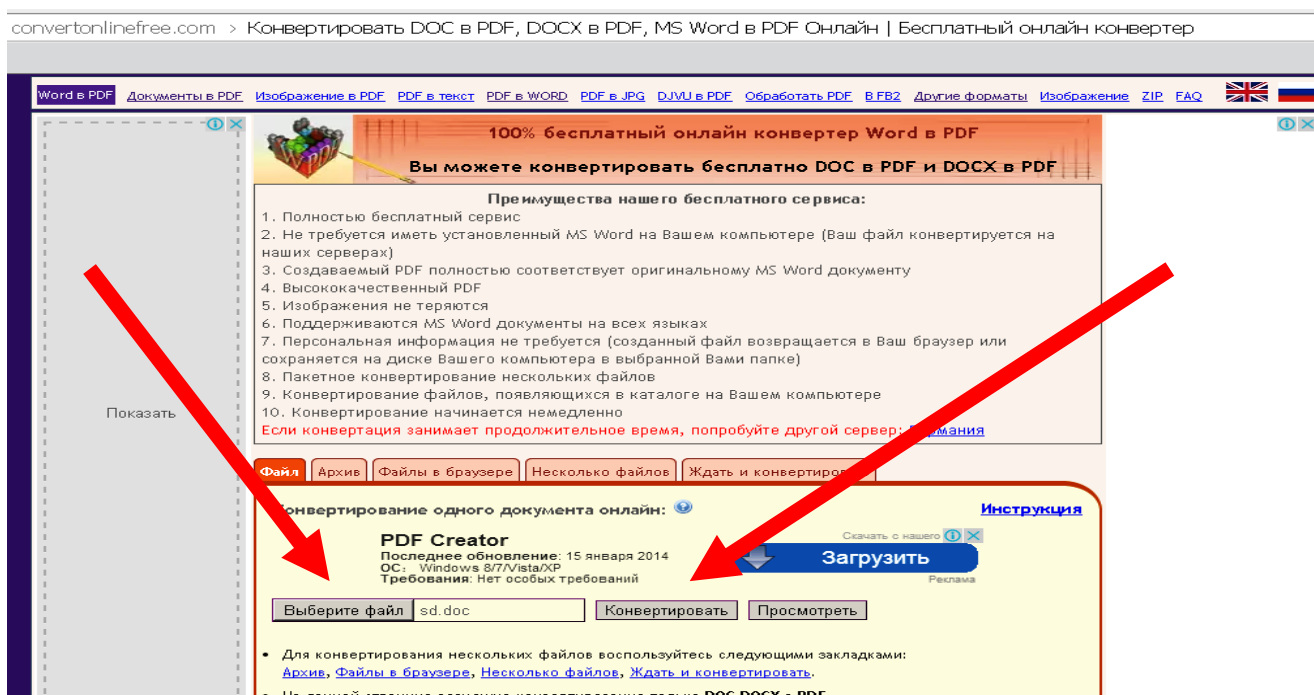 convertonlinefree.com > Конвертировать DOC в PDF, DOCX в PDF, MS Word в PDF Онлайн | Бесплатный онлайн конвертер
Word в PDF Документы в PDF Изображение в PDF PDF в текст PDF в WORD PDF в JPG DJVU в PDF Обработать PDF В FB2 Другие форматы Изображение ZIP FAQ
100% бесплатный онлайн конвертер Word в PDF
Вы можете конвертировать бесплатно DOC в PDF и DOCX в PDF
Преимущества нашего бесплатного сервиса:
1. Полностью бесплатный сервис
2. Не требуется иметь установленный MS Word на Вашем компьютере (Ваш файл конвертируется на
наших серверах)
3. Создаваемый PDF полностью соответствует оригинальному MS Word документу
4. Высококачественный PDF
5. Изображения не теряются
6. Поддерживаются MS Word документы на всех языках
7. Персональная информация не требуется (созданный файл возвращается в Ваш браузер или
сохраняется на диске Вашего компьютера в выбранной Вами папке)
8. Пакетное конвертирование нескольких файлов
9. Конвертирование файлов, появляющихся в каталоге на Вашем компьютере
10. Конвертирование начинается немедленно
Показать
Если конвертация занимает продолжительное время, попробуйте другой сервер:
Файл Архив Файлы в браузере Несколько файлов Ждать и
Конвертирование одного документа онлайн: Инструкция
PDF Creator
Последнее обновление: 15 января 2014
ОС: Windows 8/7/Vista/XP
Требования: Нет особых требований
Скачать с нашего
Загрузить
Реклама
Выберите файл sd.doc Конвертировать Просмотреть
• Для конвертирования нескольких файлов воспользуйтесь следующими закладками:
Архив, Файлы в браузере, Несколько файлов, Ждать и конвертировать.